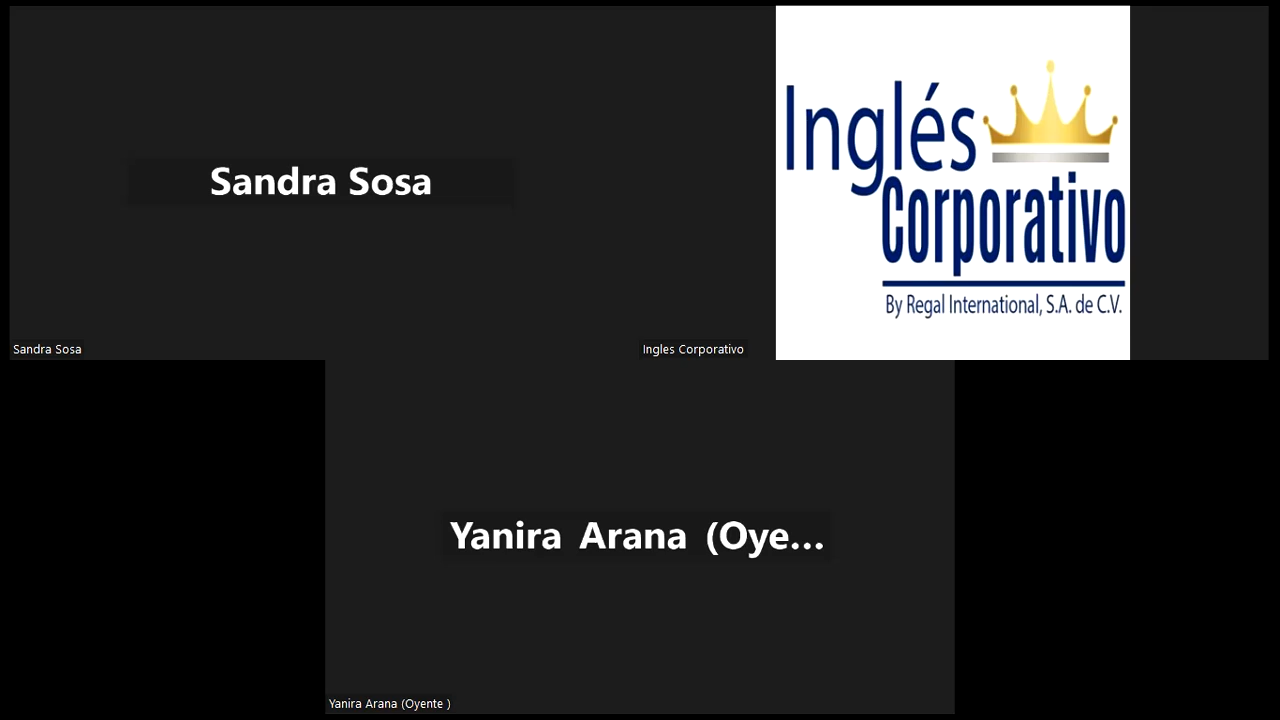 Sandra Sosa
Sandra Sosa
Inglés
Corporativo
By Regal International, S.A. de C.V.
Ingles Corporativo
Yanira Arana (Oye...
Yanira Arana (Oyente )